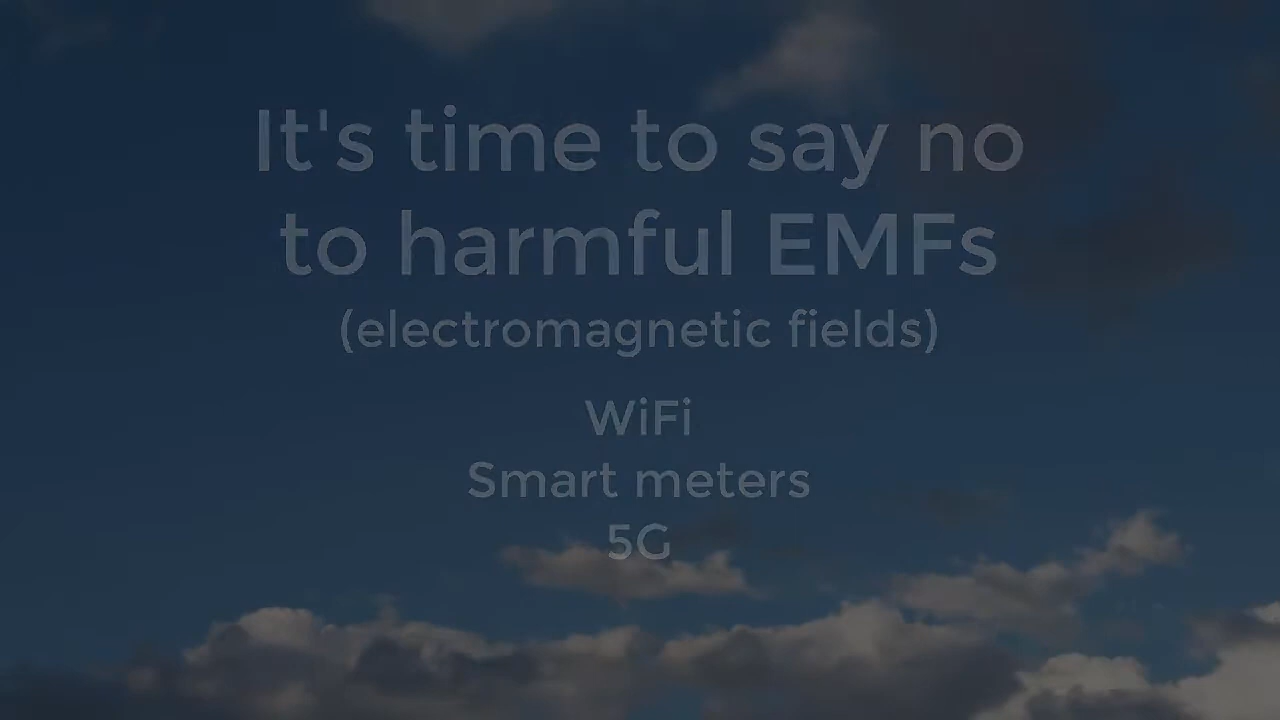 It's time to say no
to harmful EMFs
(electromagnetic fields)
WiFi
Smart meters
5G